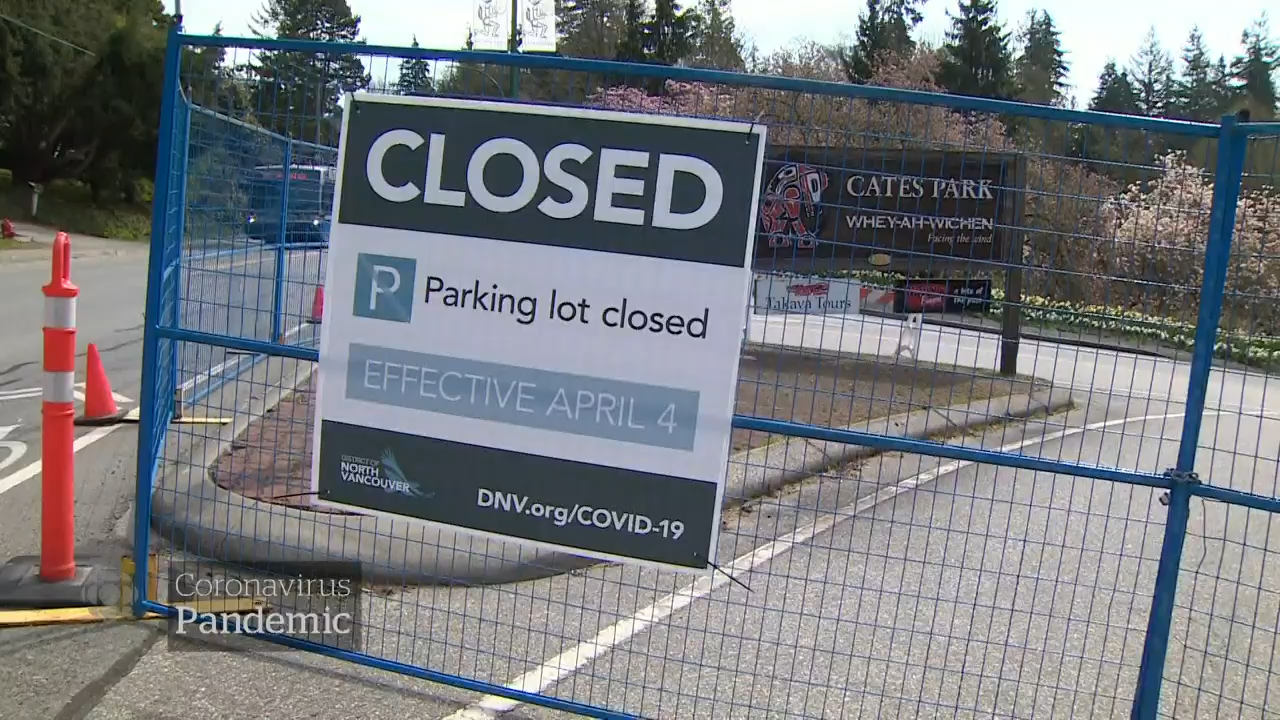 CLOSED
P
Parking lot closed
EFFECTIVE APRIL 4
DISTRICT OF
NORTH
VANCOUVER
DNV.org/COVID-19
CATES PARK
WHEY-AH-WICHEN
Facing the wind
Takaya Tours
Coronavirus
Pandemic